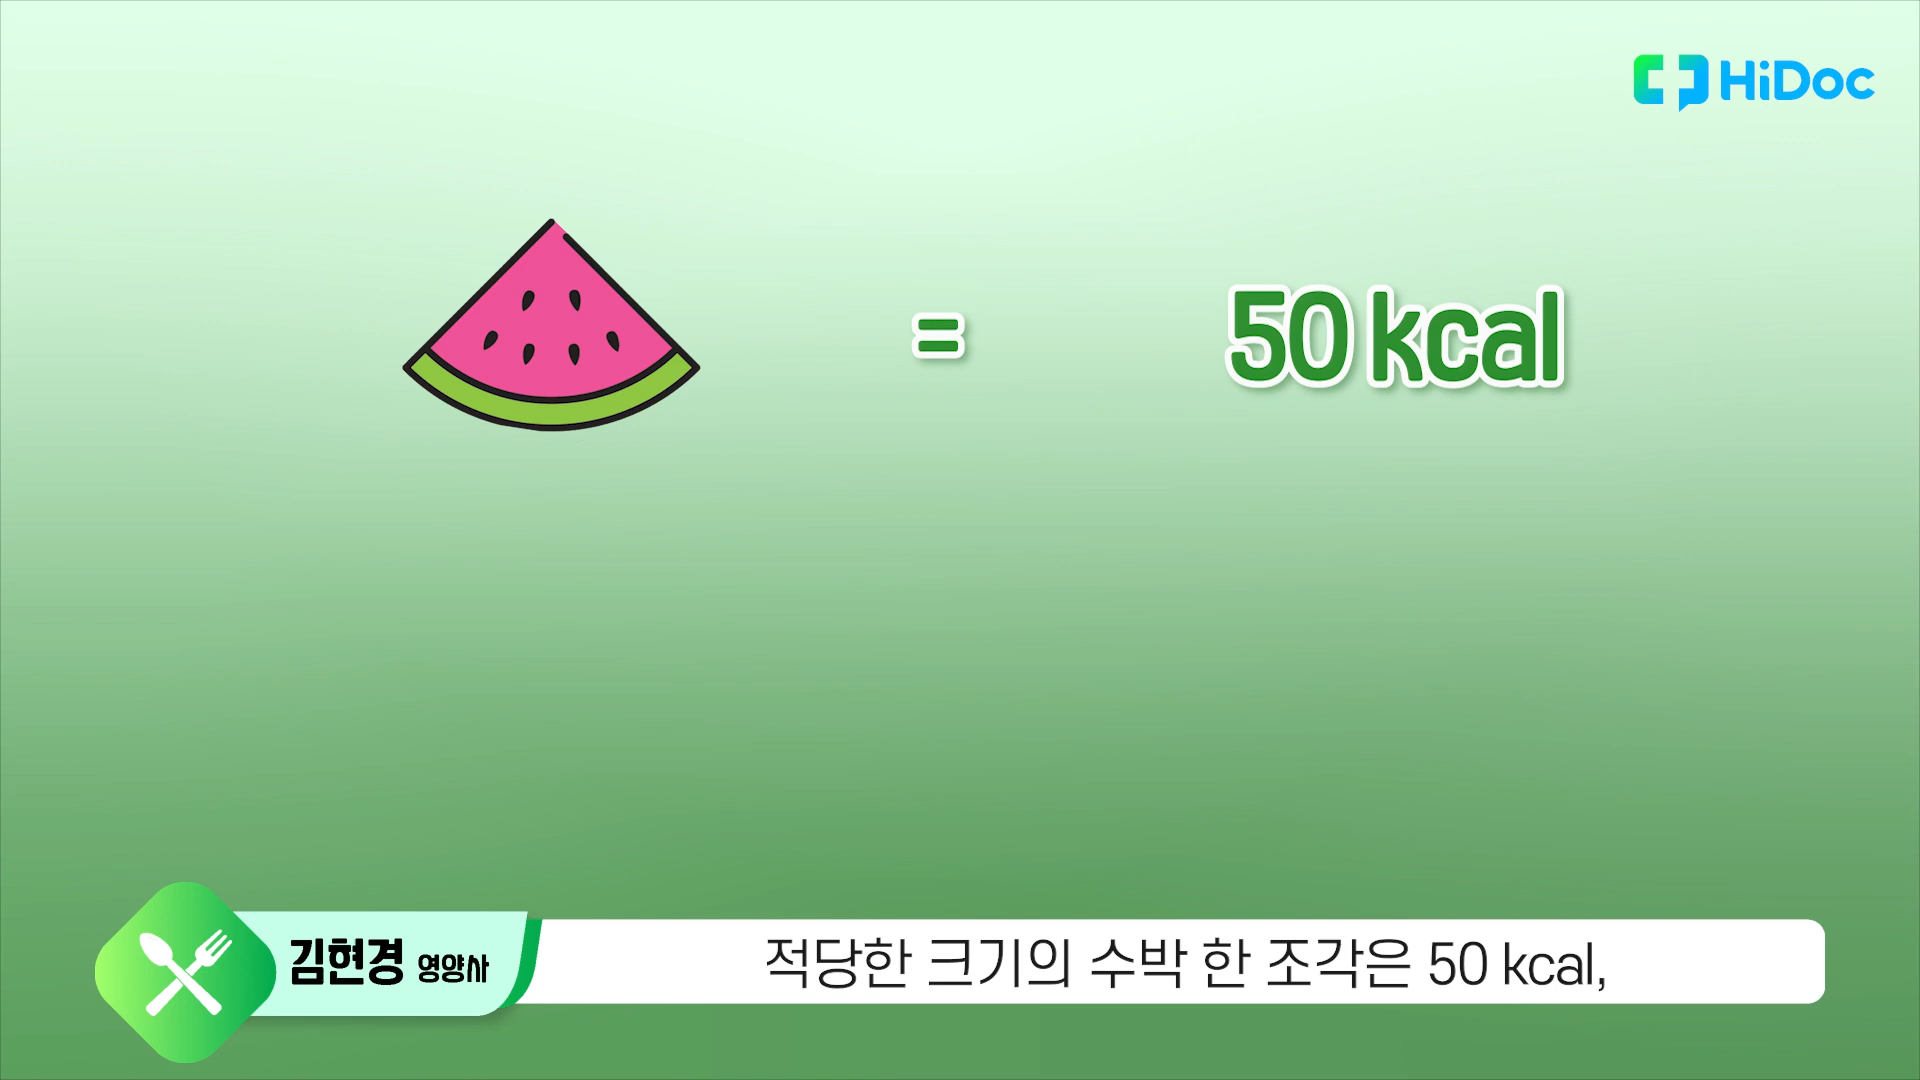 HiDoc
= 50 kcal
김현경 영양사
적당한 크기의 수박 한 조각은 50 kcal,